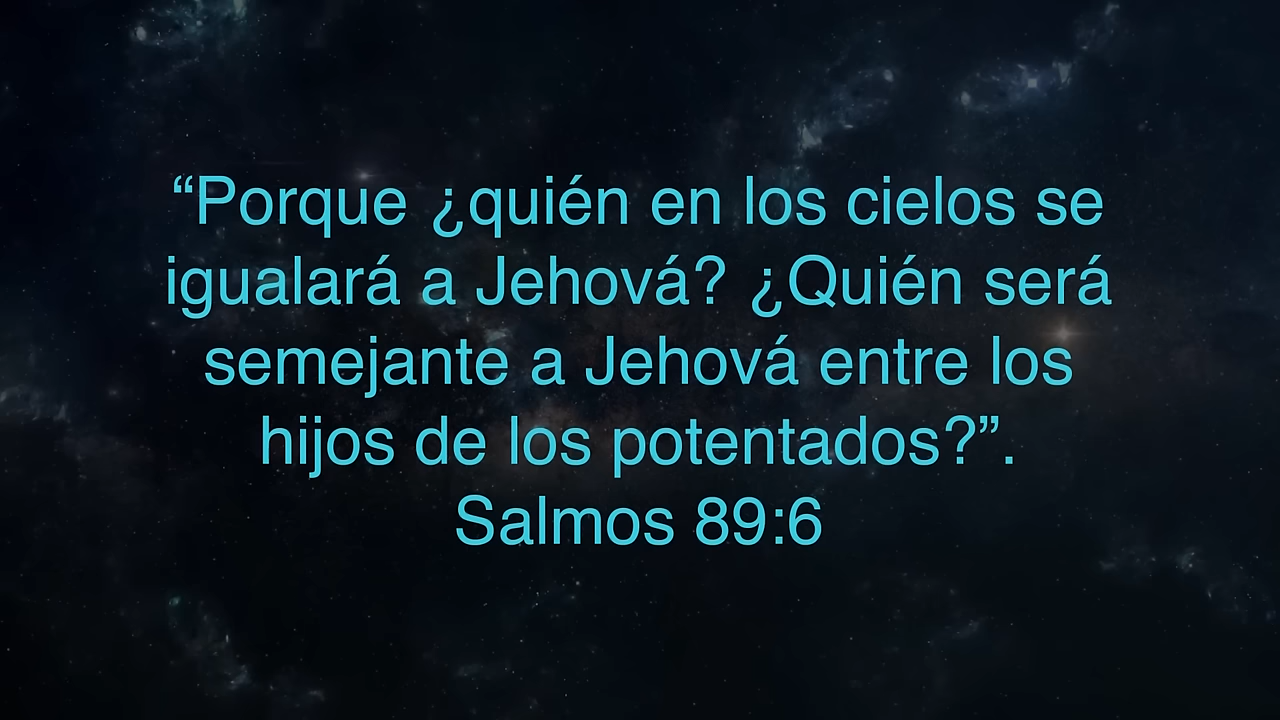 “Porque ¿quién en los cielos se
igualará a Jehová? ¿Quién será
semejante a Jehová entre los
hijos de los potentados?”.
Salmos 89:6